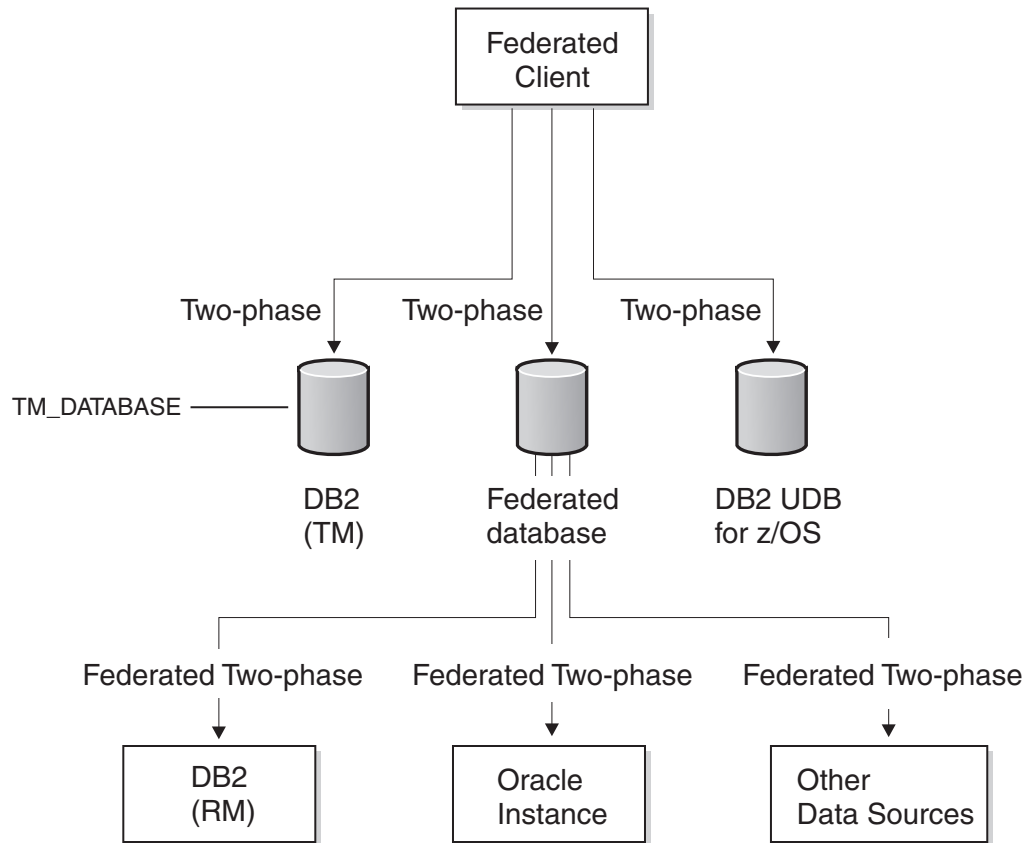 Federated
Client
Two-phase
Two-phase
Two-phase
TM_DATABASE
DB2
(TM)
Federated
database
DB2 UDB
for z/OS
Federated Two-phase
Federated Two-phase
Federated Two-phase
DB2
(RM)
Oracle
Instance
Other
Data Sources